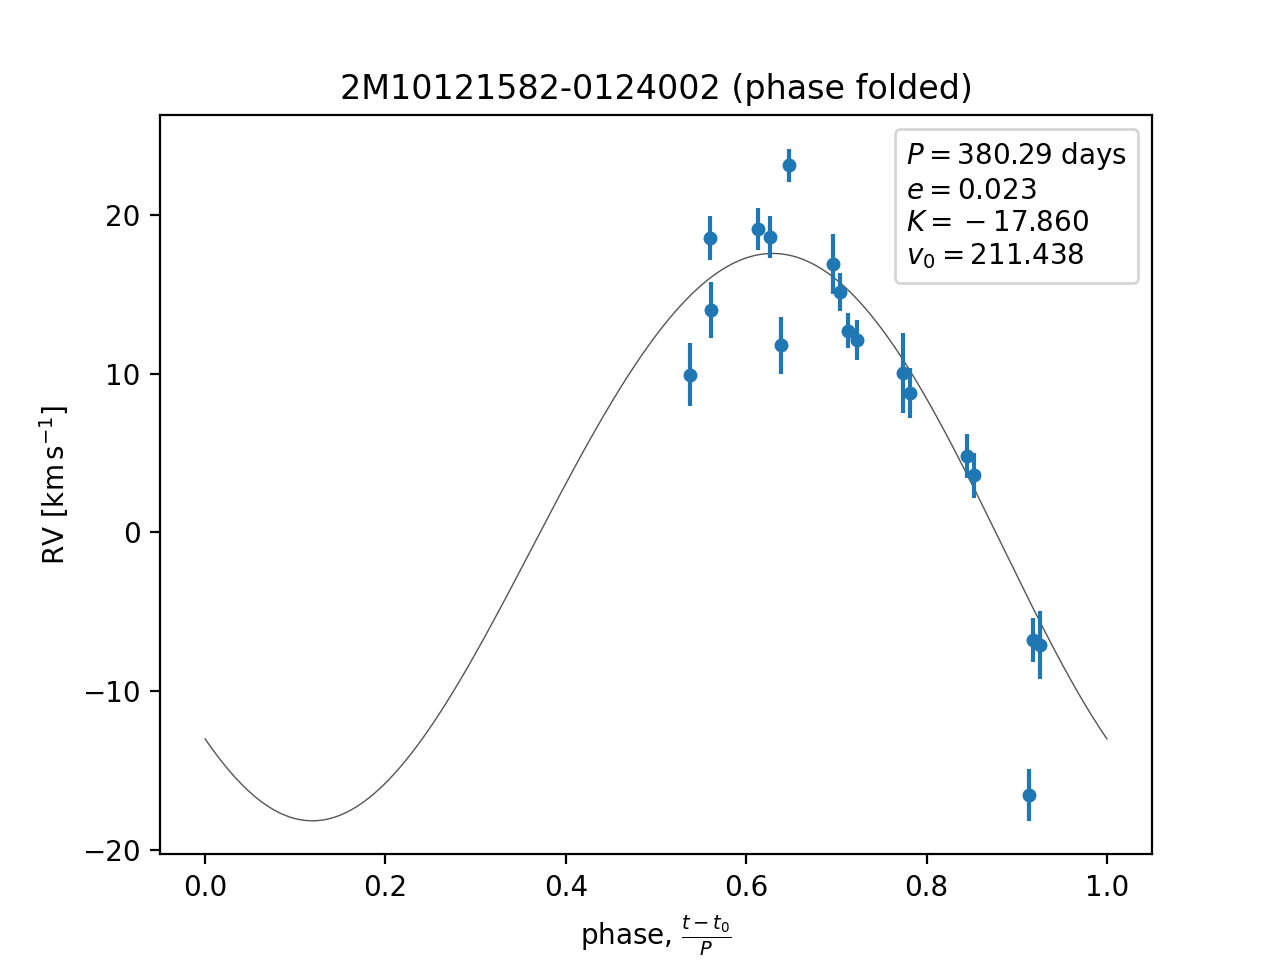 2M10121582-0124002 (phase folded)
P = 380.29 days
e = 0.023
K = −17.860
v₀ = 211.438
20
10
0
−10
−20
RV [km s⁻¹]
0.0 0.2 0.4 0.6 0.8 1.0
phase, (t − t₀)/P